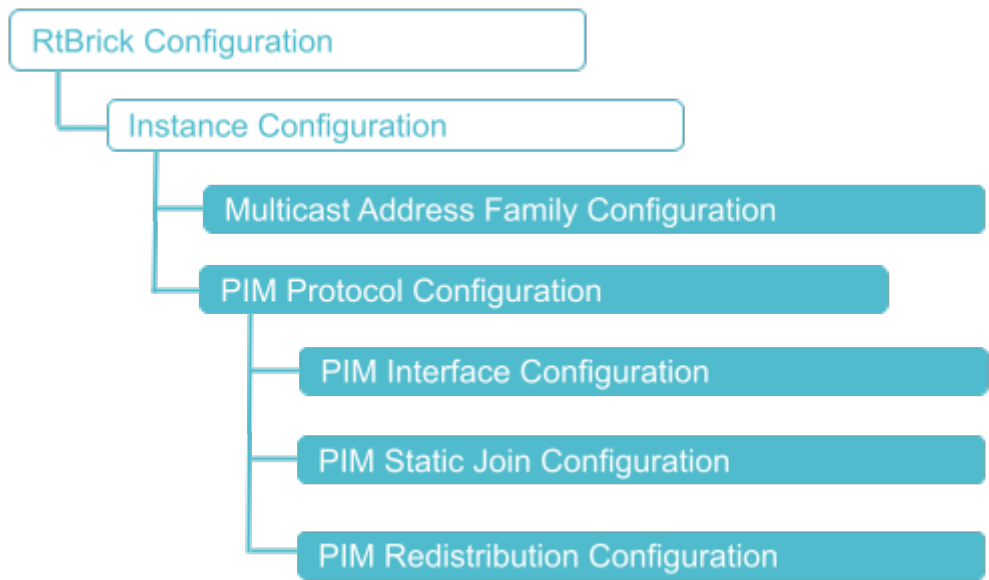 RtBrick Configuration
Instance Configuration
Multicast Address Family Configuration
PIM Protocol Configuration
PIM Interface Configuration
PIM Static Join Configuration
PIM Redistribution Configuration